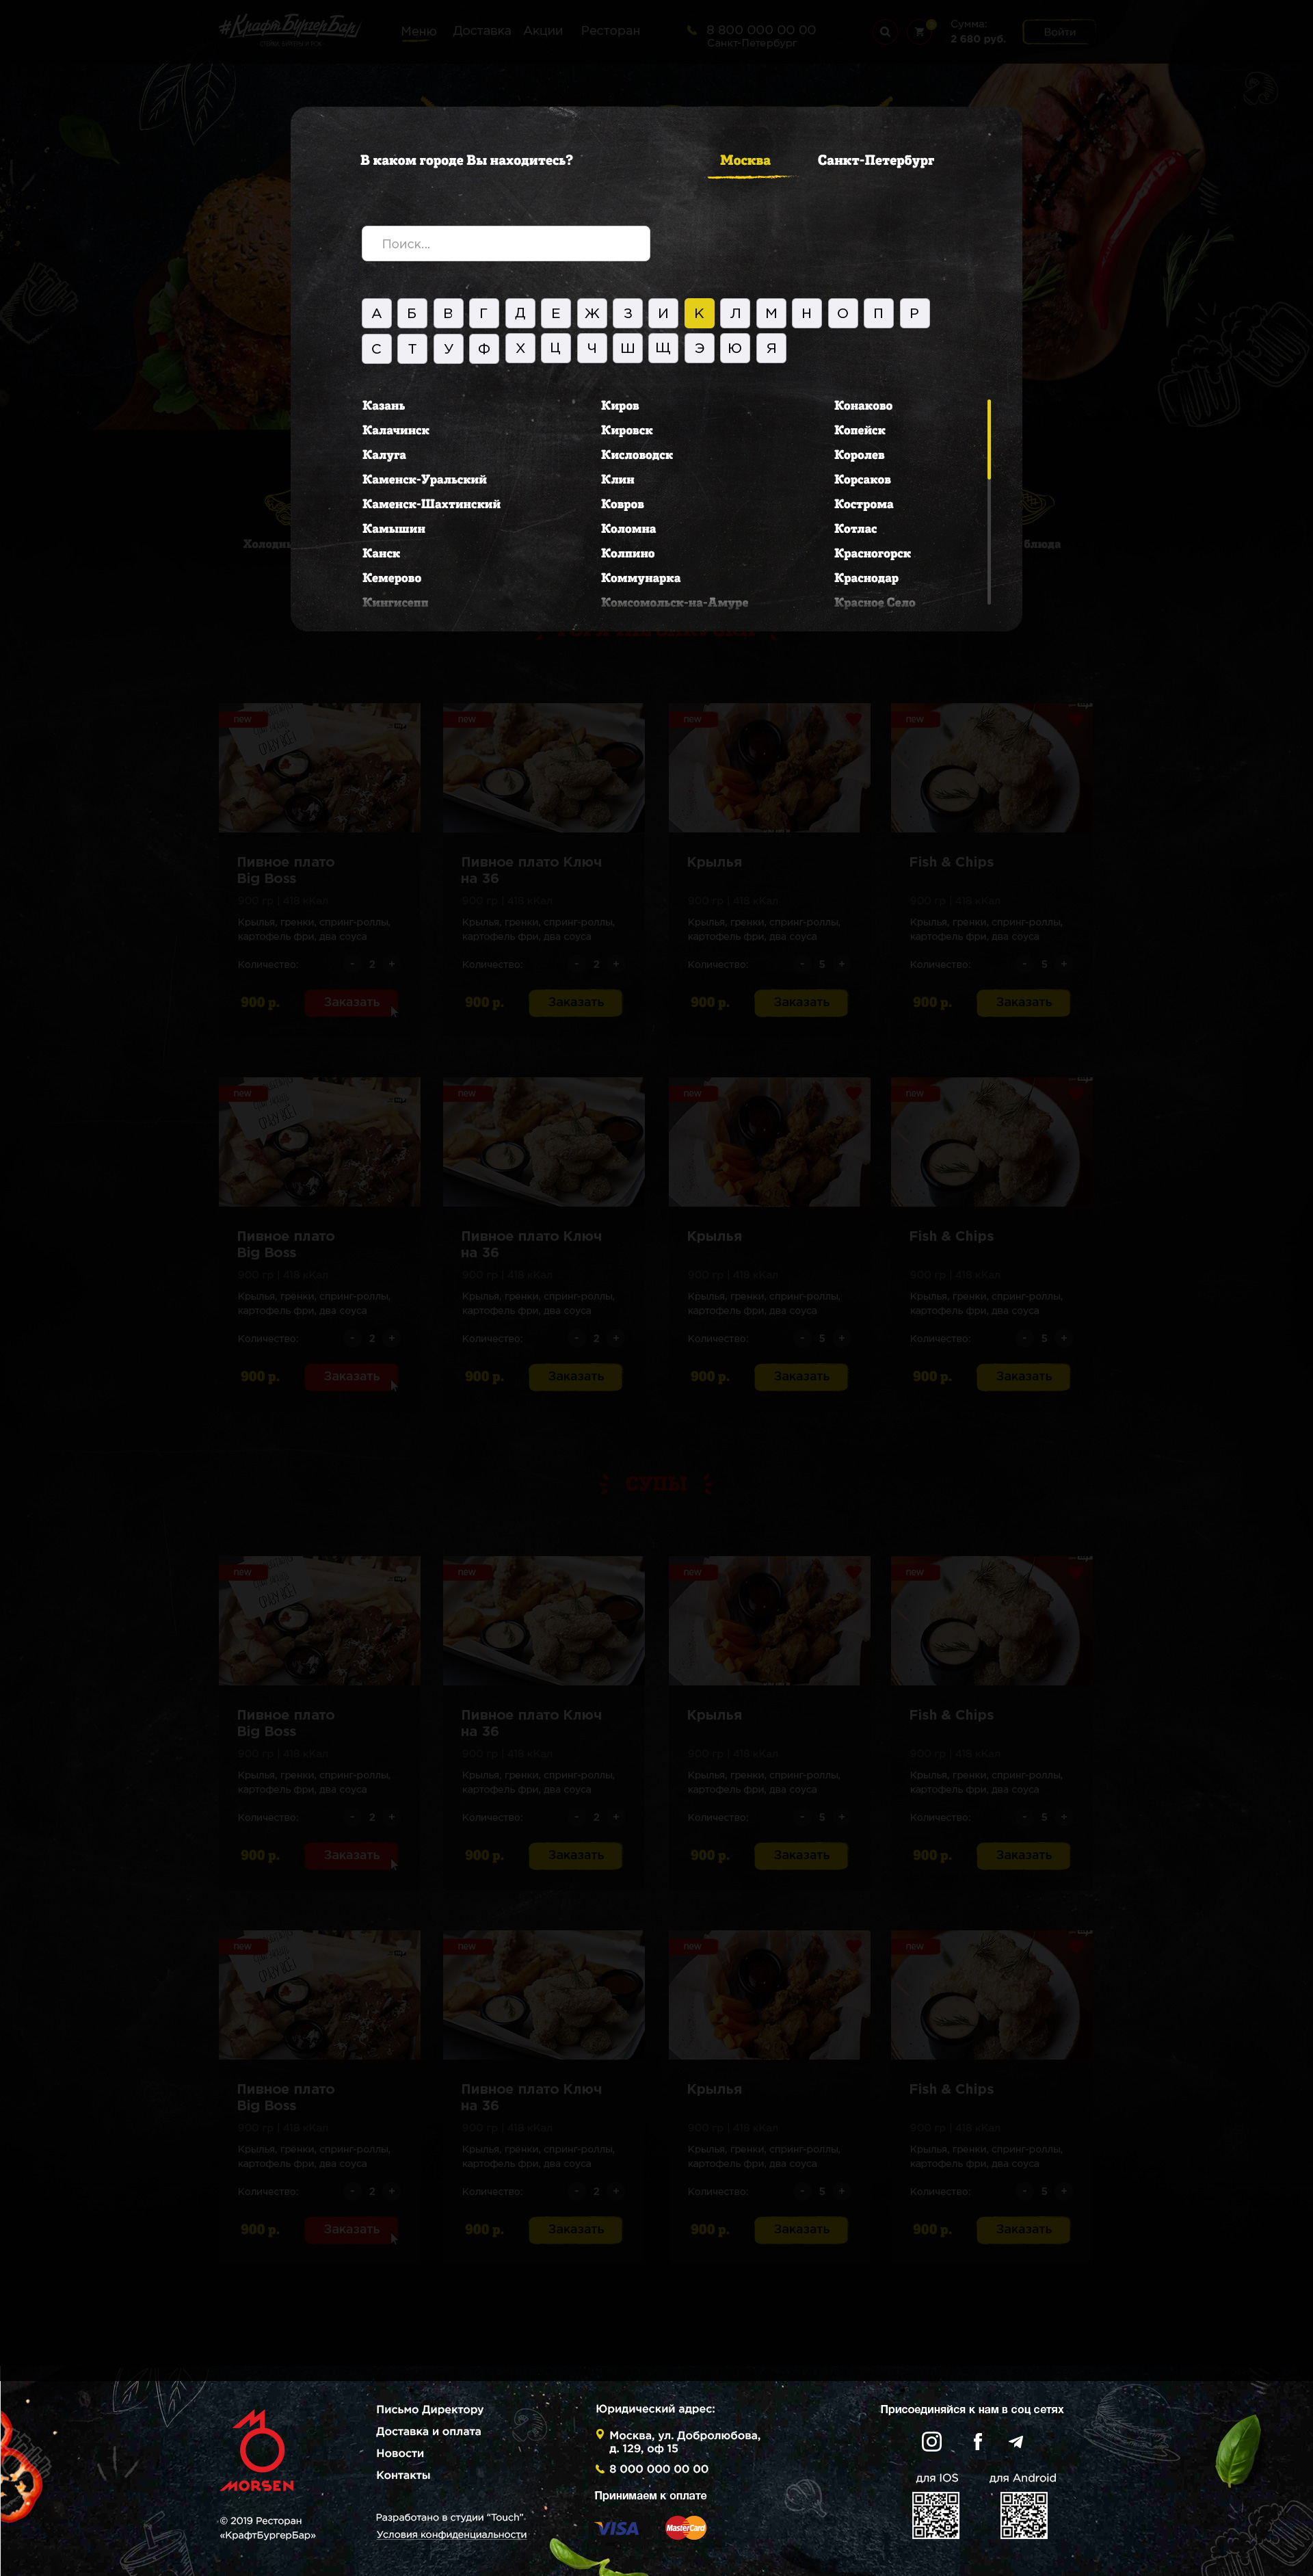 #КрафтБургерБар
Меню Доставка Акции Ресторан
8 800 000 00 00
Санкт-Петербург
Сумма:
2 680 руб.
Войти
В каком городе Вы находитесь? Москва Санкт-Петербург
Поиск...
А Б В Г Д Е Ж З И К Л М Н О П Р
С Т У Ф Х Ц Ч Ш Щ Э Ю Я
Казань Киров Конаково
Калачинск Кировск Копейск
Калуга Кисловодск Королев
Каменск-Уральский Клин Корсаков
Каменск-Шахтинский Ковров Кострома
Камышин Коломна Котлас
Канск Колпино Красногорск
Кемерово Коммунарка Краснодар
Кингисепп Комсомольск-на-Амуре Красное Село
блюда
new new new new
Пивное плато Пивное плато Ключ Крылья Fish & Chips
Big Boss на 36
900 гр | 418 кКал 900 гр | 418 кКал 900 гр | 418 кКал 900 гр | 418 кКал
Крылья, гренки, спринг-роллы, Крылья, гренки, спринг-роллы, Крылья, гренки, спринг-роллы, Крылья, гренки, спринг-роллы,
картофель фри, два соуса картофель фри, два соуса картофель фри, два соуса картофель фри, два соуса
Количество: - 2 + Количество: - 2 + Количество: - 5 + Количество: - 5 +
900 р. Заказать 900 р. Заказать 900 р. Заказать 900 р. Заказать
new new new new
Пивное плато Пивное плато Ключ Крылья Fish & Chips
Big Boss на 36
900 гр | 418 кКал 900 гр | 418 кКал 900 гр | 418 кКал 900 гр | 418 кКал
Крылья, гренки, спринг-роллы, Крылья, гренки, спринг-роллы, Крылья, гренки, спринг-роллы, Крылья, гренки, спринг-роллы,
картофель фри, два соуса картофель фри, два соуса картофель фри, два соуса картофель фри, два соуса
Количество: - 2 + Количество: - 2 + Количество: - 5 + Количество: - 5 +
900 р. Заказать 900 р. Заказать 900 р. Заказать 900 р. Заказать
СУПЫ
new new new new
Пивное плато Пивное плато Ключ Крылья Fish & Chips
Big Boss на 36
900 гр | 418 кКал 900 гр | 418 кКал 900 гр | 418 кКал 900 гр | 418 кКал
Крылья, гренки, спринг-роллы, Крылья, гренки, спринг-роллы, Крылья, гренки, спринг-роллы, Крылья, гренки, спринг-роллы,
картофель фри, два соуса картофель фри, два соуса картофель фри, два соуса картофель фри, два соуса
Количество: - 2 + Количество: - 2 + Количество: - 5 + Количество: - 5 +
900 р. Заказать 900 р. Заказать 900 р. Заказать 900 р. Заказать
new new new new
Пивное плато Пивное плато Ключ Крылья Fish & Chips
Big Boss на 36
900 гр | 418 кКал 900 гр | 418 кКал 900 гр | 418 кКал 900 гр | 418 кКал
Крылья, гренки, спринг-роллы, Крылья, гренки, спринг-роллы, Крылья, гренки, спринг-роллы, Крылья, гренки, спринг-роллы,
картофель фри, два соуса картофель фри, два соуса картофель фри, два соуса картофель фри, два соуса
Количество: - 2 + Количество: - 2 + Количество: - 5 + Количество: - 5 +
900 р. Заказать 900 р. Заказать 900 р. Заказать 900 р. Заказать
MORSEN
© 2019 Ресторан
«КрафтБургерБар»
Письмо Директору
Доставка и оплата
Новости
Контакты
Разработано в студии "Touch"
Условия конфиденциальности
Юридический адрес:
Москва, ул. Добролюбова,
д. 129, оф 15
8 000 000 00 00
Принимаем к оплате
VISA MasterCard
Присоединяйся к нам в соц сетях
для IOS для Android